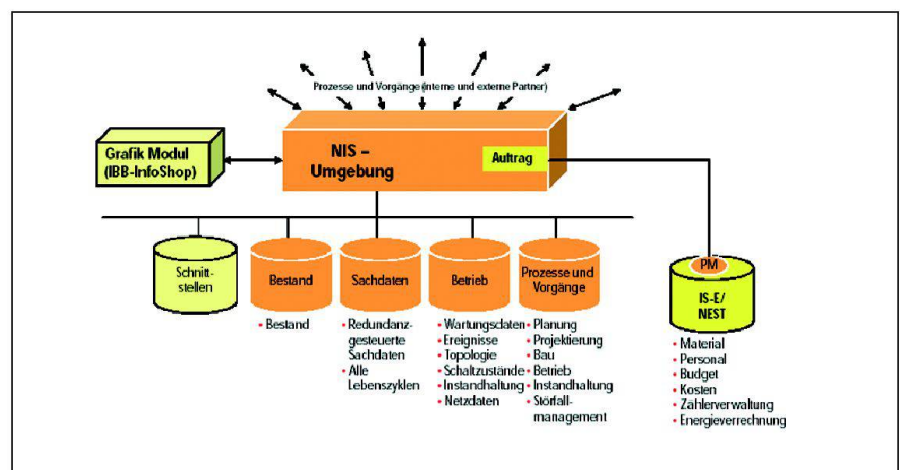 Prozesse und Vorgänge (interne und externe Partner)
Grafik Modul
(IBB-InfoShop)
NIS –
Umgebung
Auftrag
Schnitt-
stellen
Bestand
Sachdaten
Betrieb
Prozesse und
Vorgänge
PM
IS-E/
NEST
• Bestand
• Redundanz-
gesteuerte
Sachdaten
• Alle
Lebenszyklen
• Wartungsdaten
• Ereignisse
• Topologie
• Schaltzustände
• Instandhaltung
• Netzdaten
• Planung
• Projektierung
• Bau
• Betrieb
• Instandhaltung
• Störfall-
management
• Material
• Personal
• Budget
• Kosten
• Zählerverwaltung
• Energieverrechnung